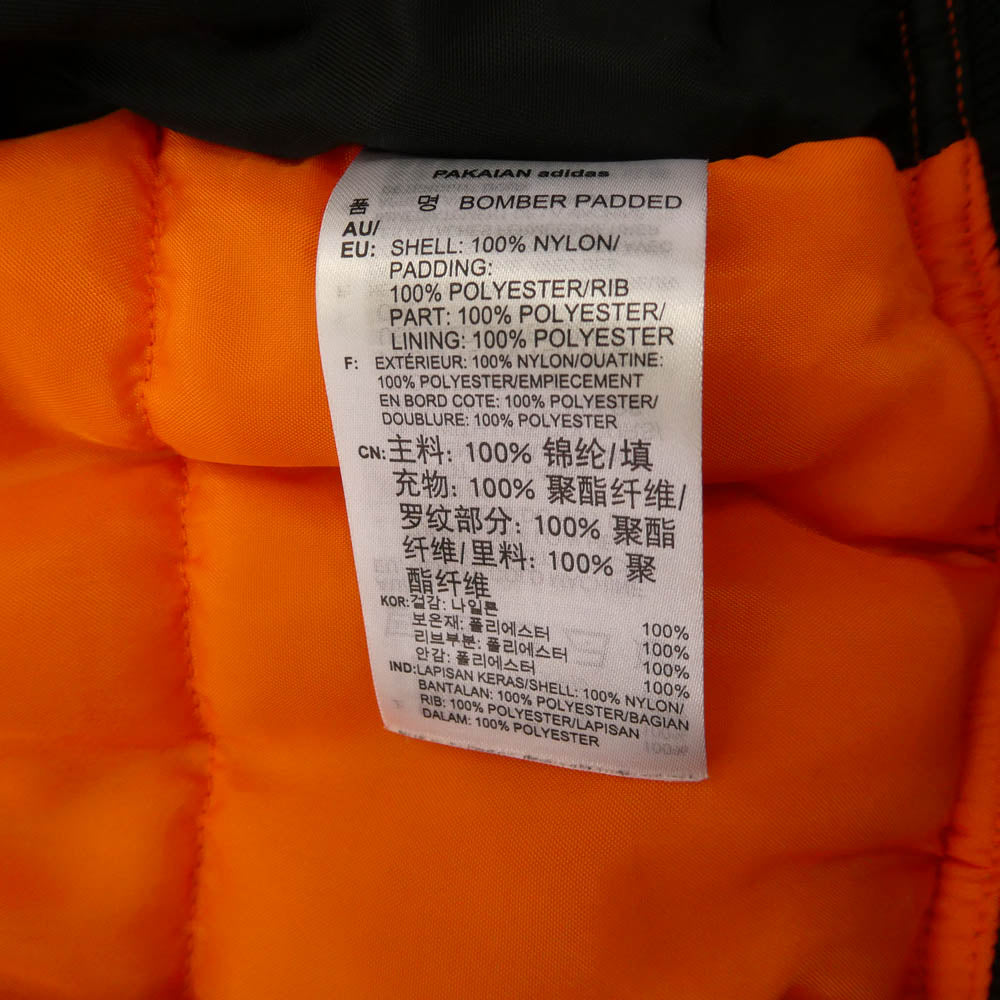 PAKAIAN adidas
품 명 BOMBER PADDED
AU/
EU: SHELL: 100% NYLON/
PADDING:
100% POLYESTER/RIB
PART: 100% POLYESTER/
LINING: 100% POLYESTER
F: EXTÉRIEUR: 100% NYLON/OUATINE:
100% POLYESTER/EMPIECEMENT
EN BORD COTE: 100% POLYESTER/
DOUBLURE: 100% POLYESTER
CN: 主料: 100% 锦纶/填
充物: 100% 聚酯纤维/
罗纹部分: 100% 聚酯
纤维/里料: 100% 聚
酯纤维
KOR: 겉감: 나일론 100%
보온재: 폴리에스터 100%
리브부분: 폴리에스터 100%
안감: 폴리에스터 100%
IND: LAPISAN KERAS/SHELL: 100% NYLON/
BANTALAN: 100% POLYESTER/BAGIAN
RIB: 100% POLYESTER/LAPISAN
DALAM: 100% POLYESTER